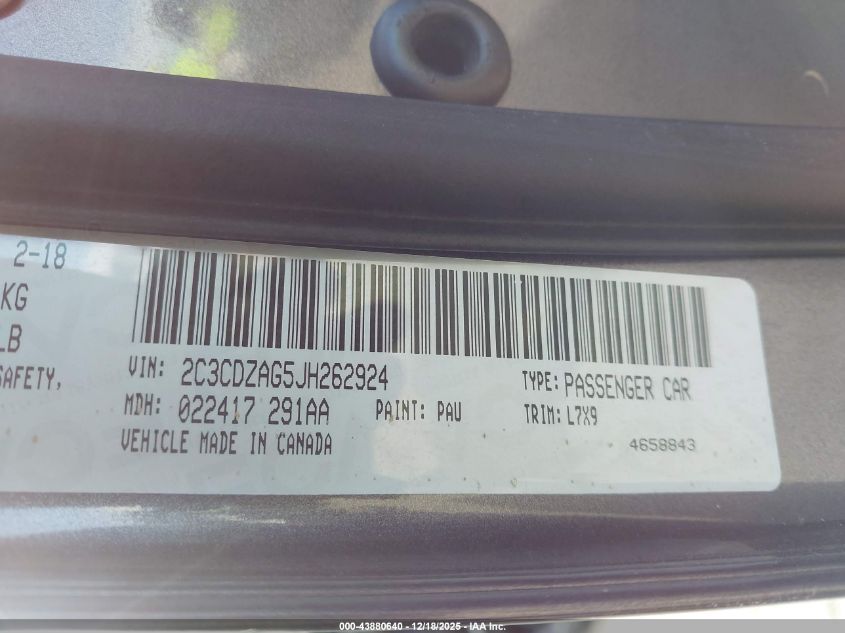 2-18
KG
LB
SAFETY,
VIN: 2C3CDZAG5JH262924
TYPE: PASSENGER CAR
MDH: 022417 291AA
PAINT: PAU
TRIM: L7X9
VEHICLE MADE IN CANADA
4658843
000-43880640 - 12/18/2025 - IAA Inc.